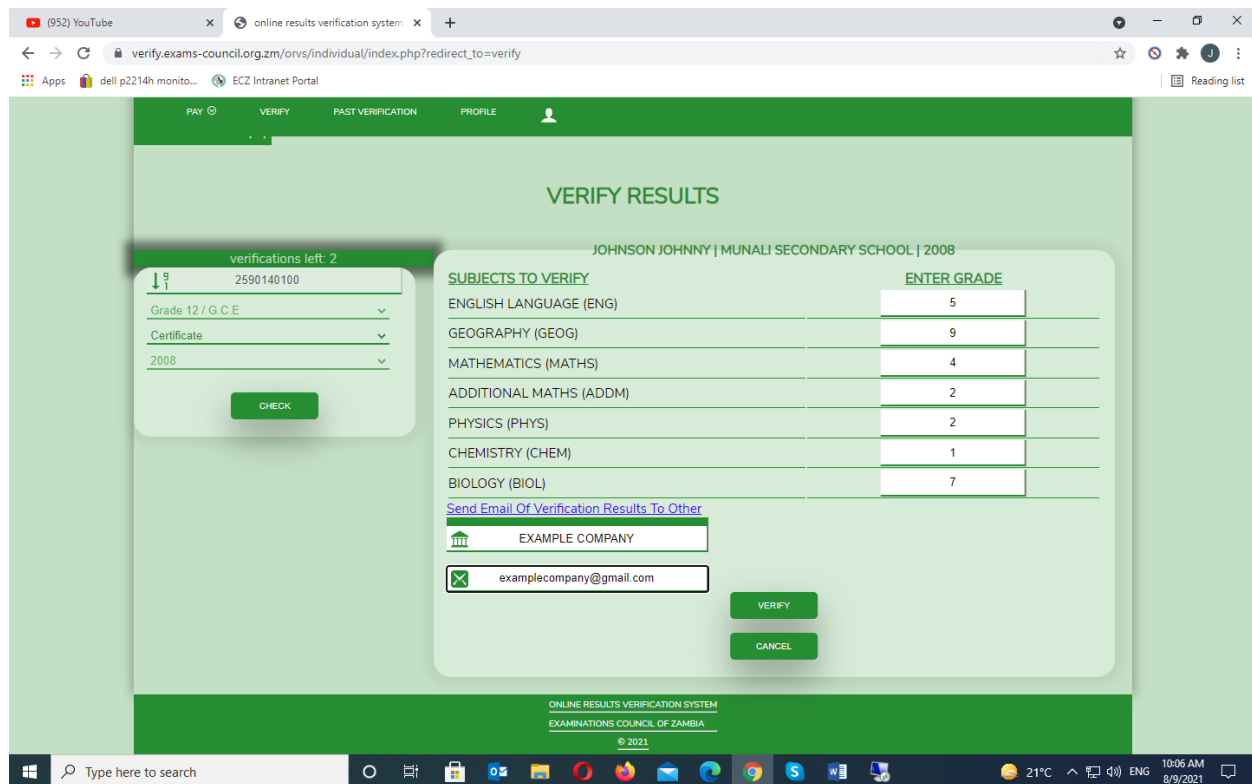 (952) YouTube
online results verification system
verify.exams-council.org.zm/orvs/individual/index.php?redirect_to=verify
J
Apps
dell p2214h monito...
ECZ Intranet Portal
Reading list
PAY
VERIFY
PAST VERIFICATION
PROFILE
VERIFY RESULTS
verifications left: 2
2590140100
Grade 12 / G.C.E
Certificate
2008
CHECK
JOHNSON JOHNNY | MUNALI SECONDARY SCHOOL | 2008
SUBJECTS TO VERIFY ENTER GRADE
ENGLISH LANGUAGE (ENG) 5
GEOGRAPHY (GEOG) 9
MATHEMATICS (MATHS) 4
ADDITIONAL MATHS (ADDM) 2
PHYSICS (PHYS) 2
CHEMISTRY (CHEM) 1
BIOLOGY (BIOL) 7
Send Email Of Verification Results To Other
EXAMPLE COMPANY
examplecompany@gmail.com
VERIFY
CANCEL
ONLINE RESULTS VERIFICATION SYSTEM
EXAMINATIONS COUNCIL OF ZAMBIA
© 2021
Type here to search
21°C
ENG
10:06 AM
8/9/2021